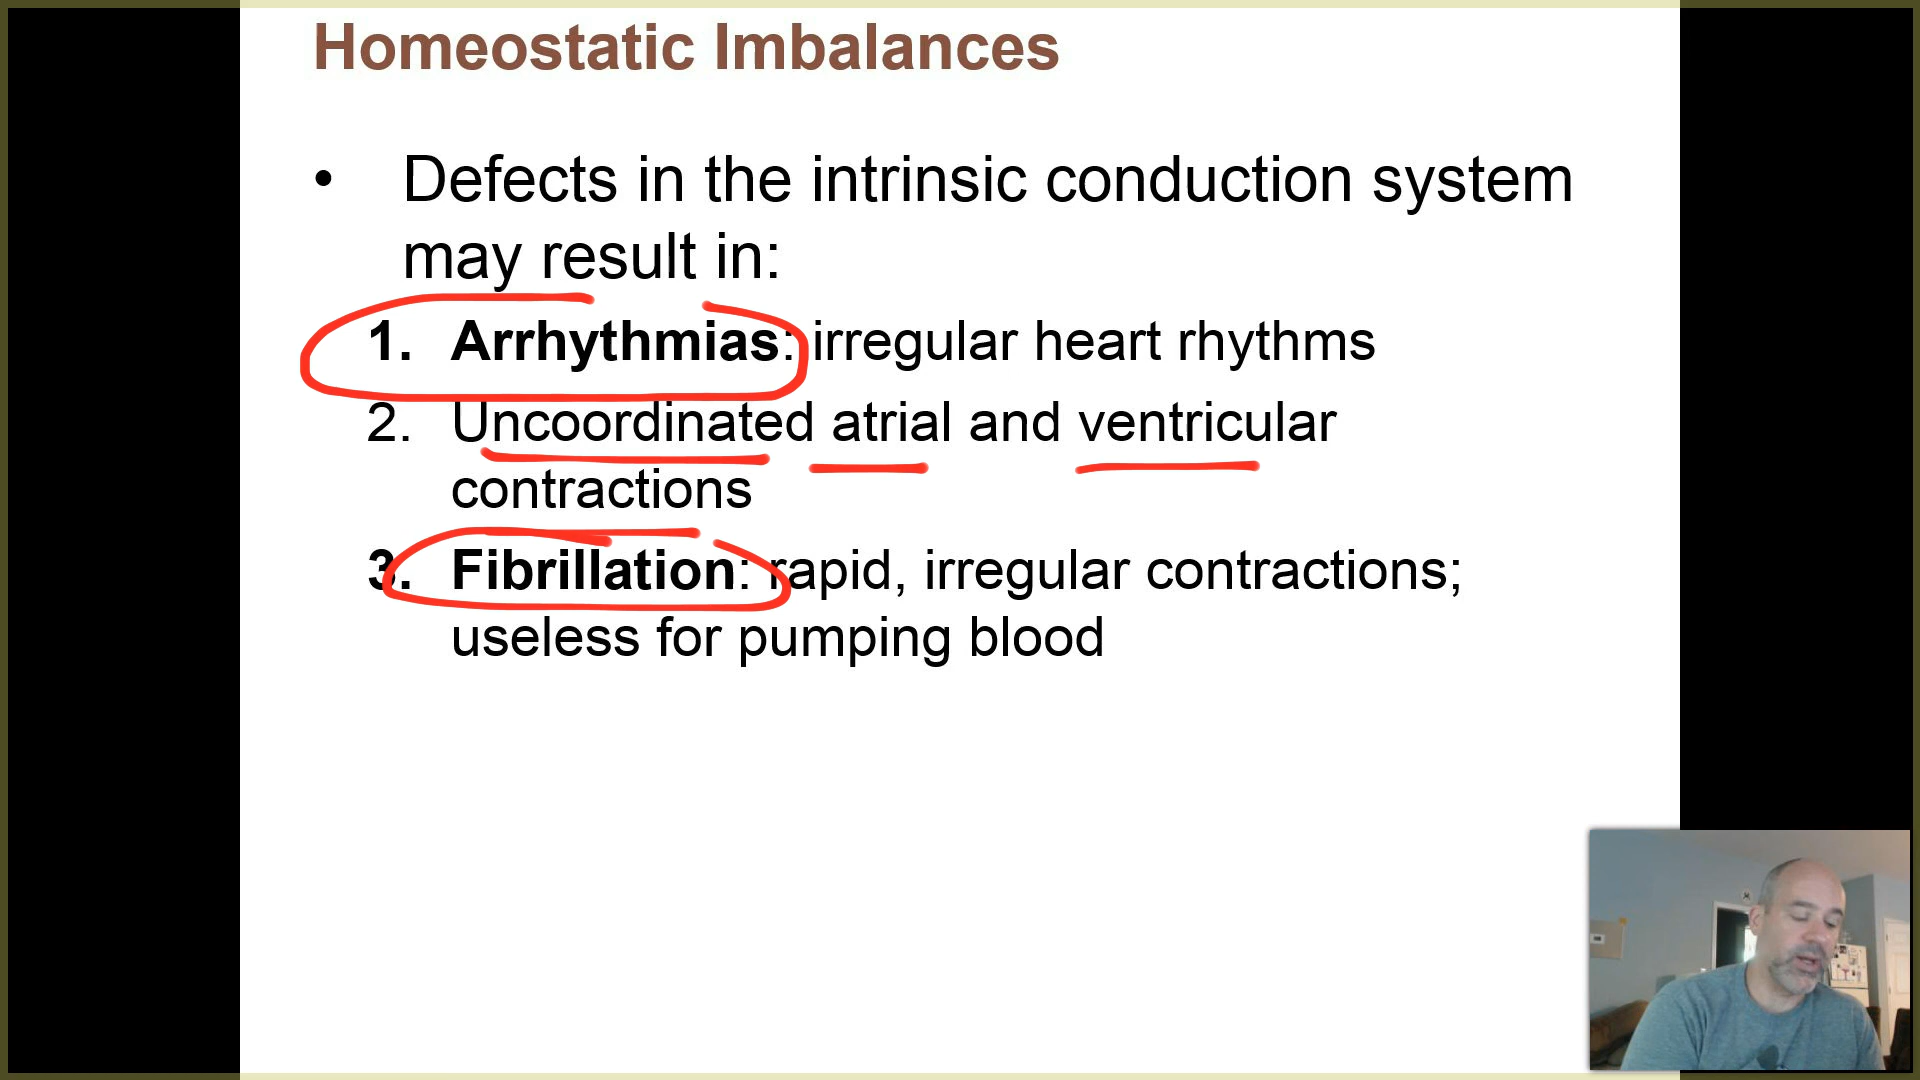 Homeostatic Imbalances
• Defects in the intrinsic conduction system
may result in:
1. Arrhythmias: irregular heart rhythms
2. Uncoordinated atrial and ventricular
contractions
3. Fibrillation: rapid, irregular contractions;
useless for pumping blood